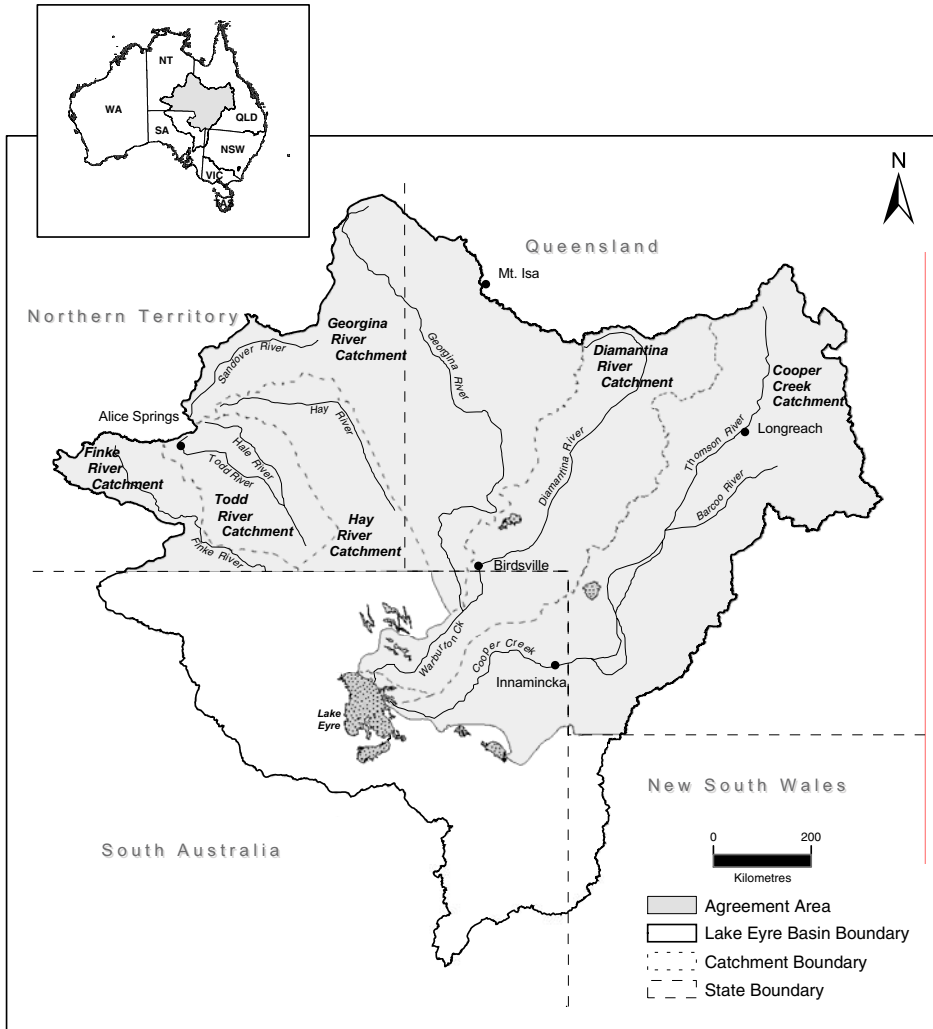 NT
WA
QLD
SA
NSW
VIC
N
Queensland
Mt. Isa
Northern Territory
Georgina
River
Catchment
Diamantina
River
Catchment
Cooper
Creek
Catchment
Sandover River
Georgina River
Alice Springs
Hay River
Longreach
Thomson River
Finke
River
Catchment
Hale River
Todd River
Diamantina River
Barcoo River
Todd
River
Catchment
Hay
River
Catchment
Finke River
Birdsville
Warburton Ck
Cooper Creek
Innamincka
Lake
Eyre
New South Wales
South Australia
0 200
Kilometres
Agreement Area
Lake Eyre Basin Boundary
Catchment Boundary
State Boundary